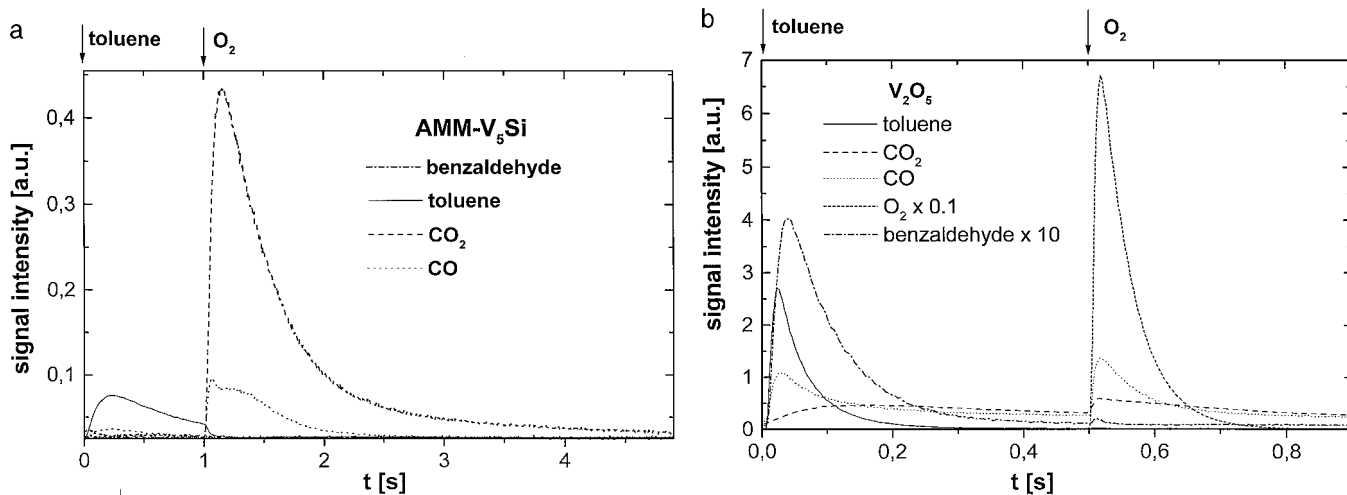 a
toluene
O₂
signal intensity [a.u.]
0,4
0,3
0,2
0,1
AMM-V₅Si
benzaldehyde
toluene
CO₂
CO
0
1
2
3
4
t [s]
b
toluene
O₂
signal intensity [a.u.]
7
6
5
4
3
2
1
0
V₂O₅
toluene
CO₂
CO
O₂ x 0.1
benzaldehyde x 10
0,0
0,2
0,4
0,6
0,8
t [s]